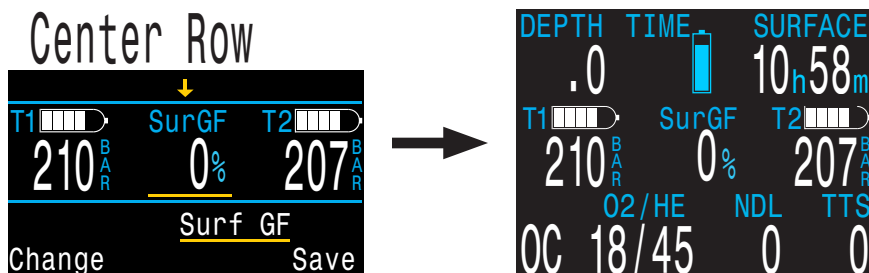 Center Row
T1 SurGF T2
210 BAR 0% 207 BAR
Surf GF
Change Save
DEPTH TIME SURFACE
.0 10h58m
T1 SurGF T2
210 BAR 0% 207 BAR
O2/HE NDL TTS
OC 18/45 0 0